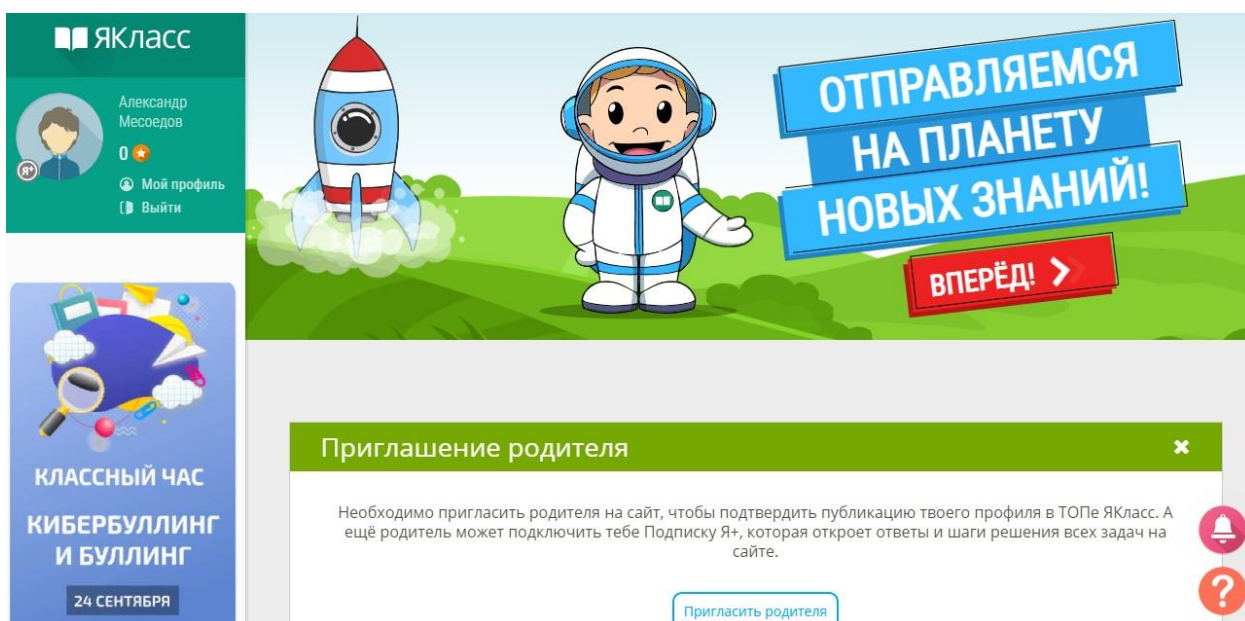 ЯКласс
Александр
Месоедов
0
Я+
Мой профиль
Выйти
КЛАССНЫЙ ЧАС
КИБЕРБУЛЛИНГ
И БУЛЛИНГ
24 СЕНТЯБРЯ
ОТПРАВЛЯЕМСЯ
НА ПЛАНЕТУ
НОВЫХ ЗНАНИЙ!
ВПЕРЁД!
Приглашение родителя
Необходимо пригласить родителя на сайт, чтобы подтвердить публикацию твоего профиля в ТОПе ЯКласс. А
ещё родитель может подключить тебе Подписку Я+, которая откроет ответы и шаги решения всех задач на
сайте.
Пригласить родителя
?